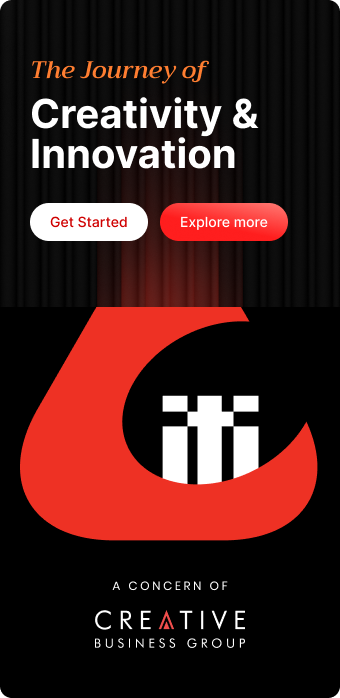 The Journey of
Creativity &
Innovation
Get Started
Explore more
iti
A CONCERN OF
CREATIVE
BUSINESS GROUP